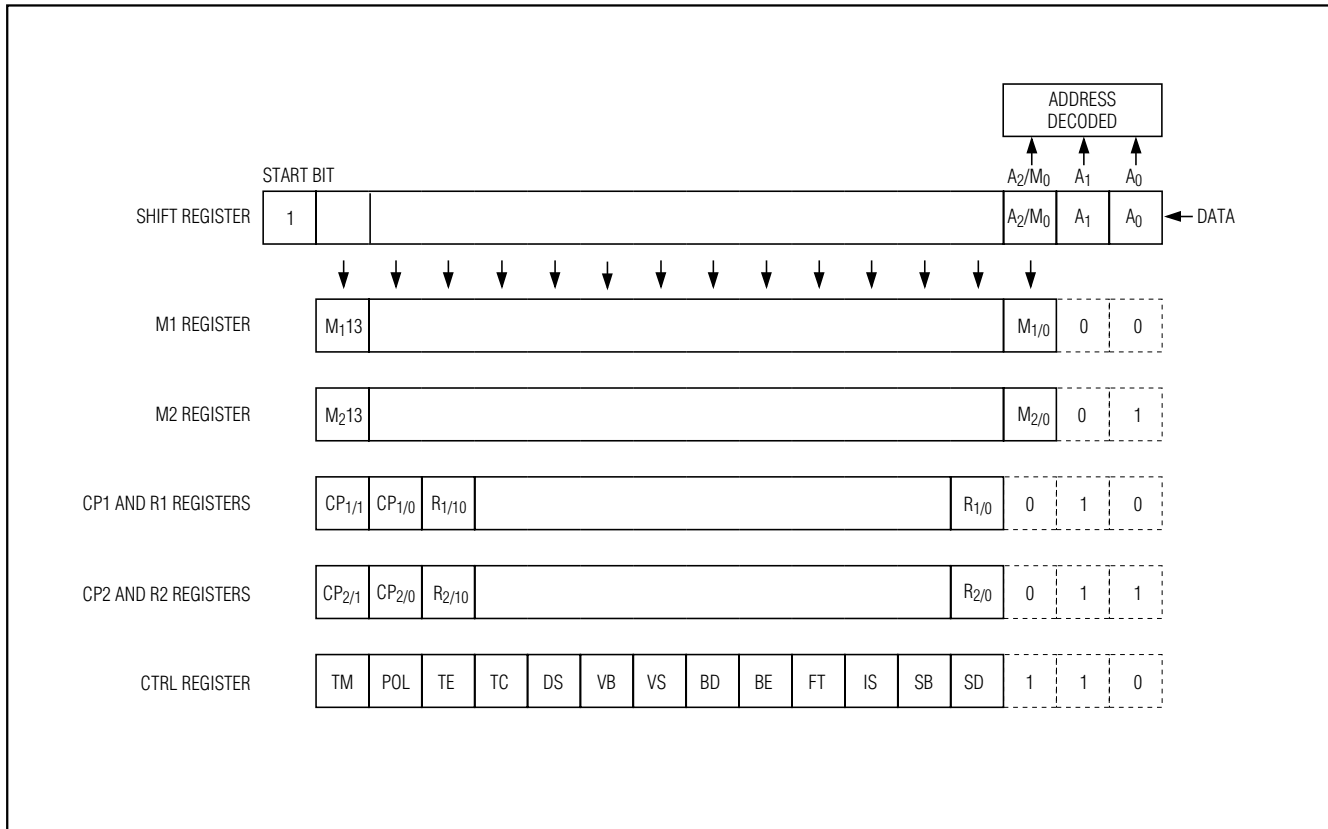 ADDRESS
DECODED
START BIT
A₂/M₀ A₁ A₀
SHIFT REGISTER 1 A₂/M₀ A₁ A₀ DATA
M1 REGISTER M₁13 M₁/₀ 0 0
M2 REGISTER M₂13 M₂/₀ 0 1
CP1 AND R1 REGISTERS CP₁/₁ CP₁/₀ R₁/₁₀ R₁/₀ 0 1 0
CP2 AND R2 REGISTERS CP₂/₁ CP₂/₀ R₂/₁₀ R₂/₀ 0 1 1
CTRL REGISTER TM POL TE TC DS VB VS BD BE FT IS SB SD 1 1 0